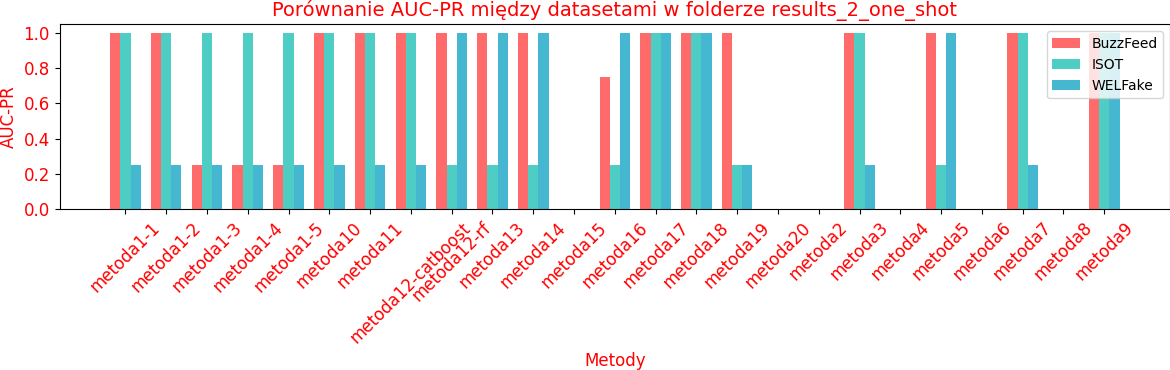 Porównanie AUC-PR między datasetami w folderze results_2_one_shot
AUC-PR
1.0
0.8
0.6
0.4
0.2
0.0
BuzzFeed
ISOT
WELFake
metoda1-1
metoda1-2
metoda1-3
metoda1-4
metoda1-5
metoda10
metoda11
metoda12-catboost
metoda12-rf
metoda13
metoda14
metoda15
metoda16
metoda17
metoda18
metoda19
metoda20
metoda2
metoda3
metoda4
metoda5
metoda6
metoda7
metoda8
metoda9
Metody